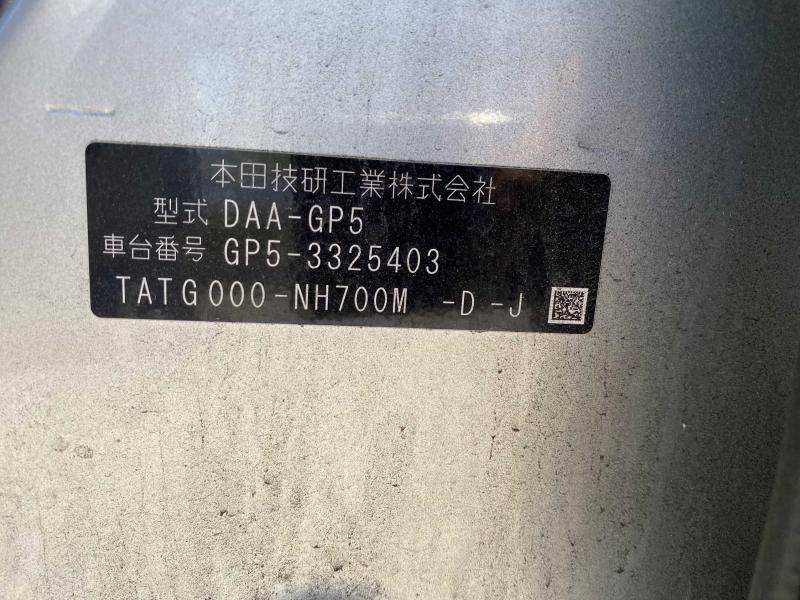 本田技研工業株式会社
型式 DAA-GP5
車台番号 GP5-3325403
TATG000-NH700M -D -J